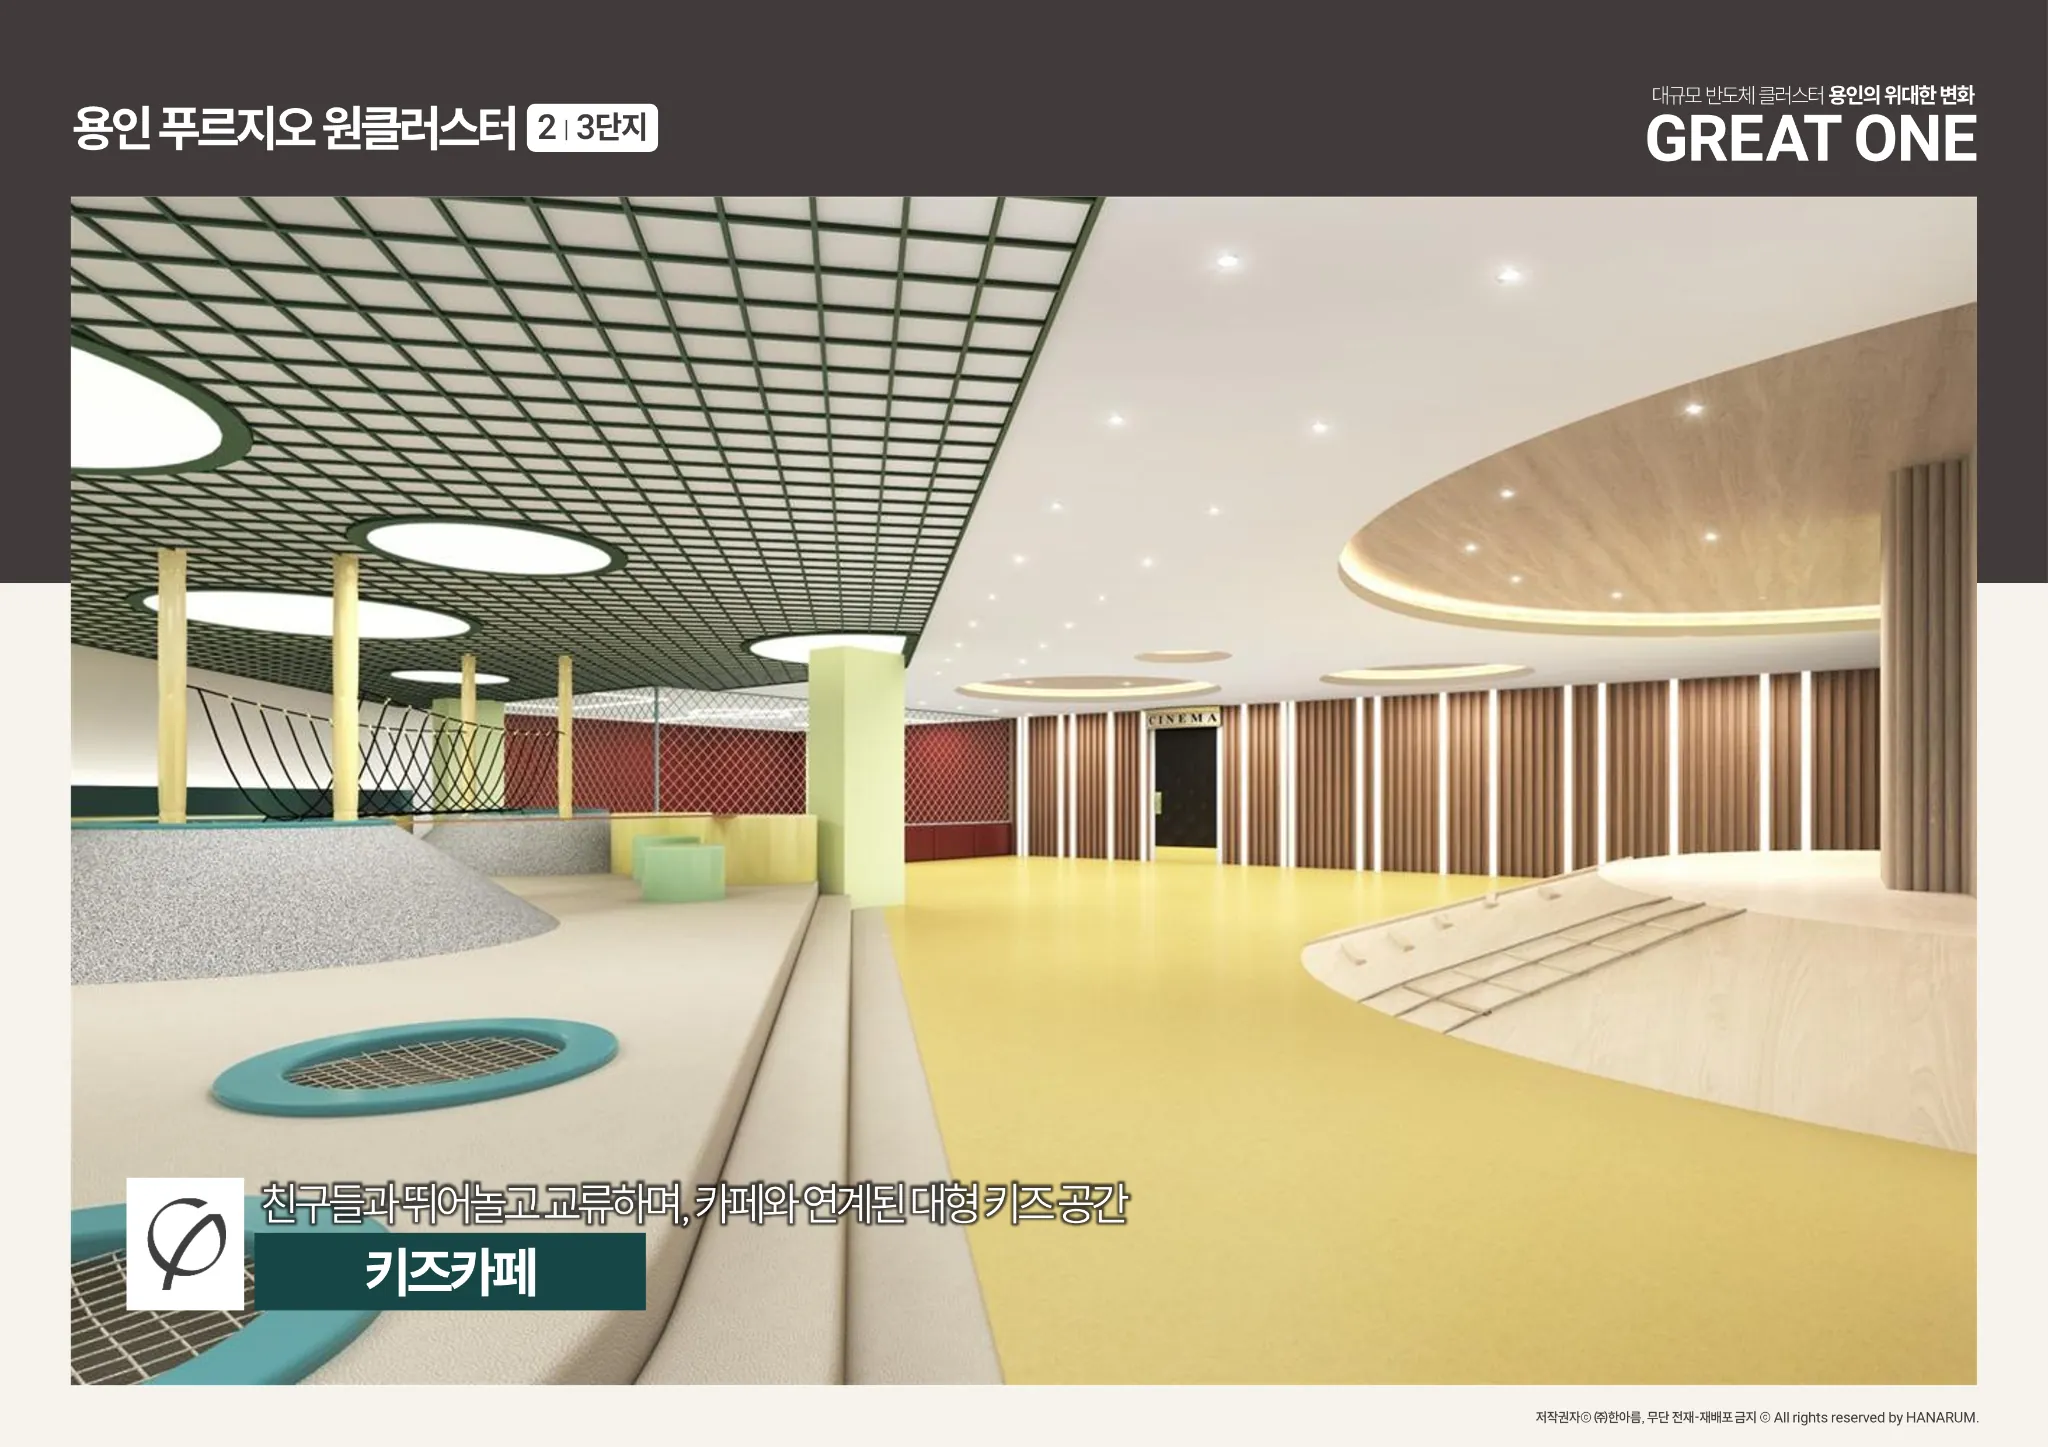 용인 푸르지오 원클러스터 2 | 3단지
대규모 반도체 클러스터 용인의 위대한 변화
GREAT ONE
CINEMA
친구들과 뛰어놀고 교류하며, 카페와 연계된 대형 키즈 공간
키즈카페
저작권자ⓒ ㈜한아름, 무단 전재-재배포 금지 ⓒ All rights reserved by HANARUM.